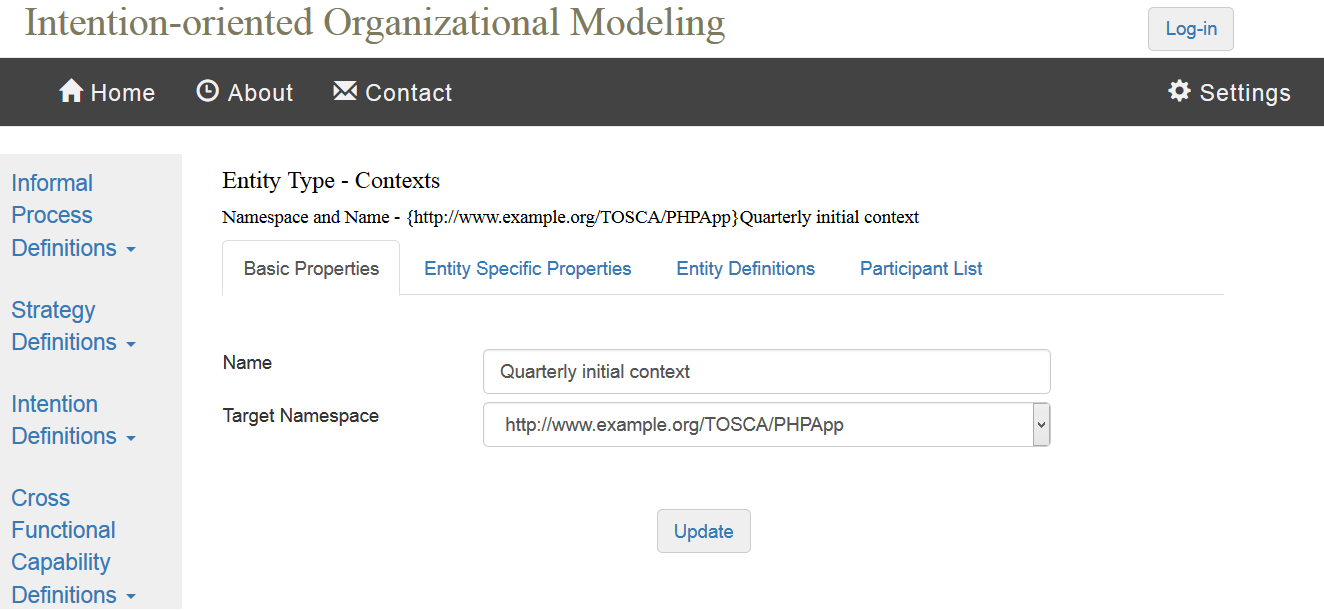 Intention-oriented Organizational Modeling
Log-in
Home
About
Contact
Settings
Informal
Process
Definitions
Strategy
Definitions
Intention
Definitions
Cross
Functional
Capability
Definitions
Entity Type - Contexts
Namespace and Name - {http://www.example.org/TOSCA/PHPApp}Quarterly initial context
Basic Properties
Entity Specific Properties
Entity Definitions
Participant List
Name
Quarterly initial context
Target Namespace
http://www.example.org/TOSCA/PHPApp
Update